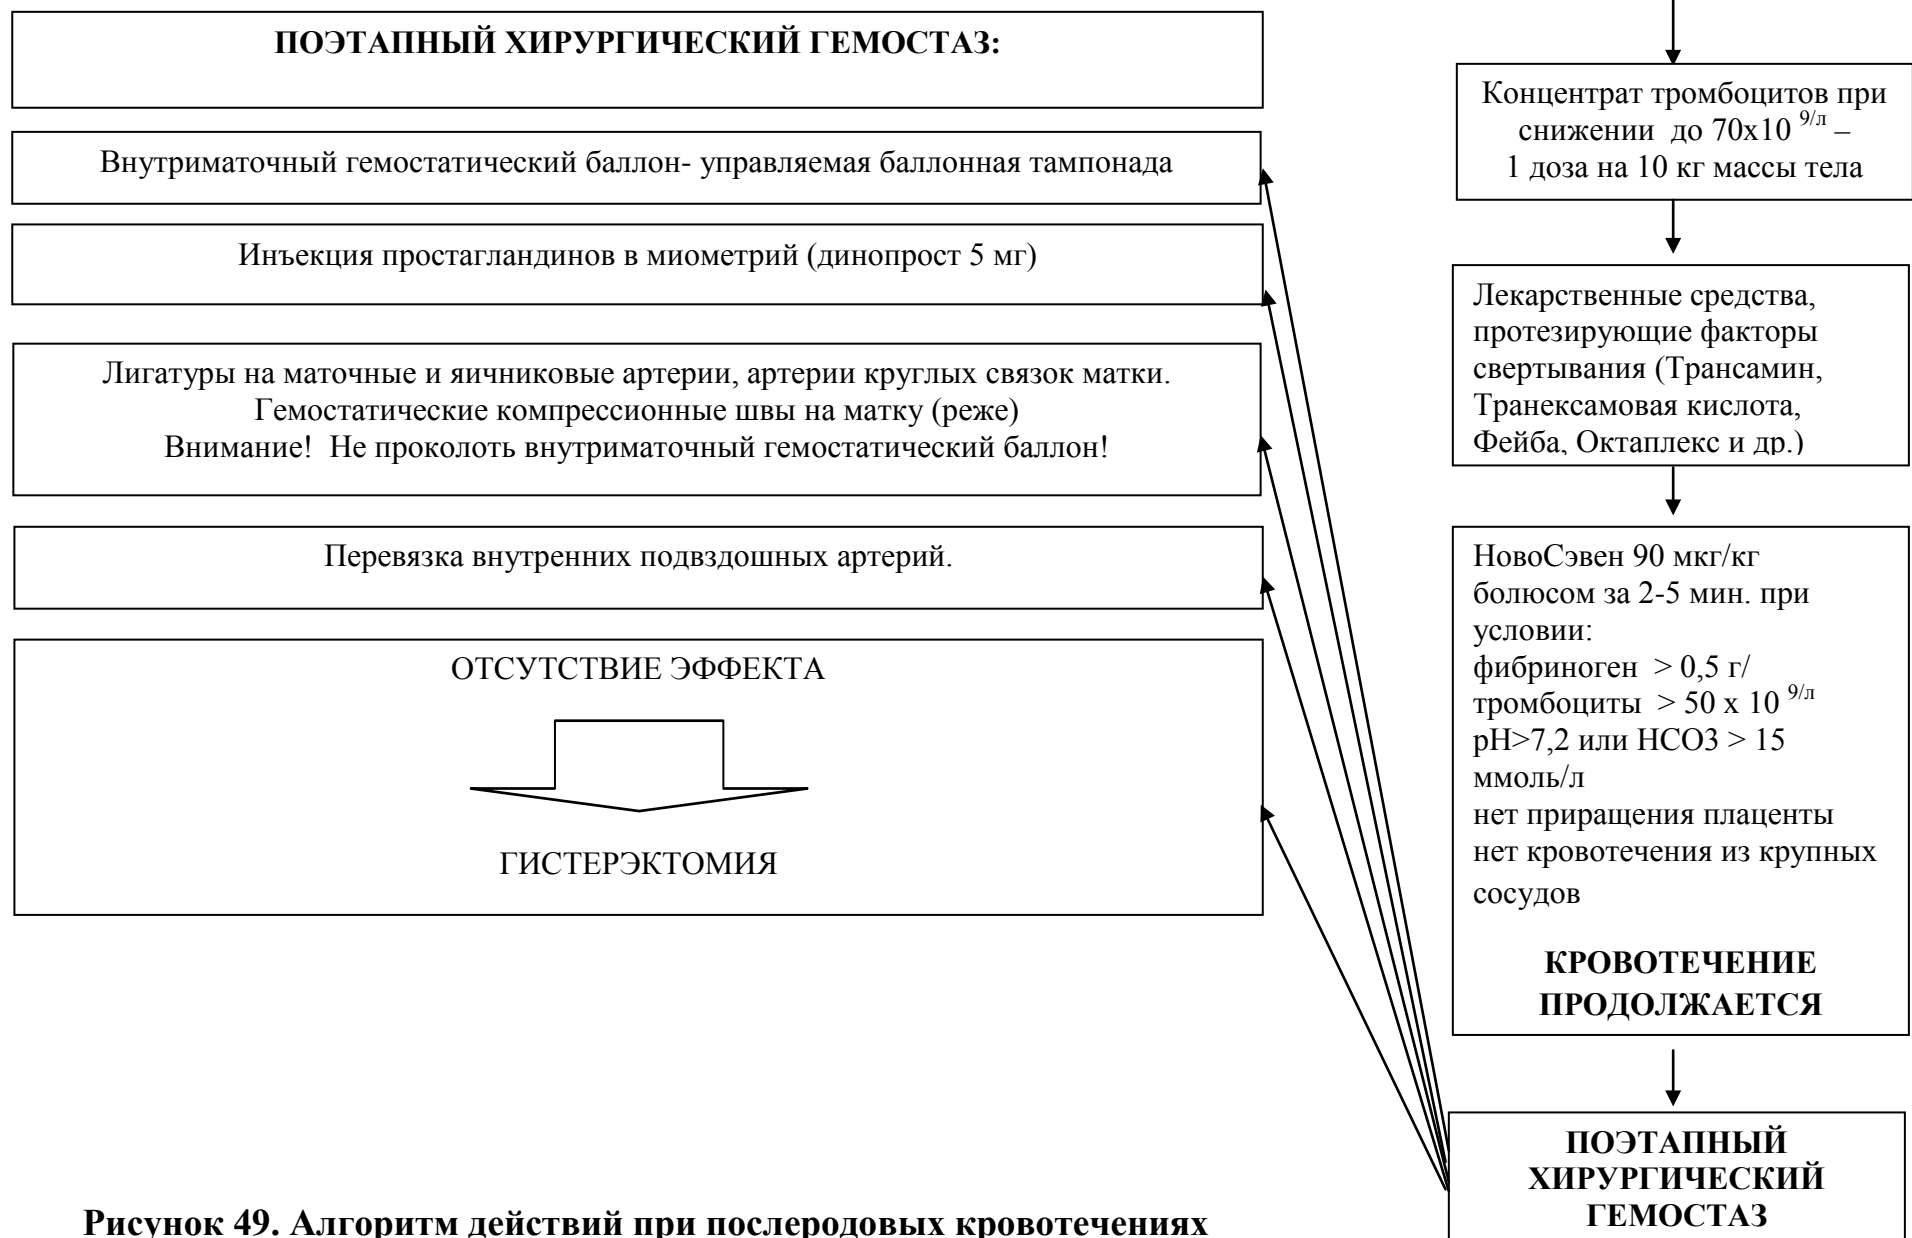 ПОЭТАПНЫЙ ХИРУРГИЧЕСКИЙ ГЕМОСТАЗ:
Внутриматочный гемостатический баллон- управляемая баллонная тампонада
Инъекция простагландинов в миометрий (динопрост 5 мг)
Лигатуры на маточные и яичниковые артерии, артерии круглых связок матки.
Гемостатические компрессионные швы на матку (реже)
Внимание! Не проколоть внутриматочный гемостатический баллон!
Перевязка внутренних подвздошных артерий.
ОТСУТСТВИЕ ЭФФЕКТА
ГИСТЕРЭКТОМИЯ
Концентрат тромбоцитов при
снижении до 70х10 9/л –
1 доза на 10 кг массы тела
Лекарственные средства,
протезирующие факторы
свертывания (Трансамин,
Транексамовая кислота,
Фейба, Октаплекс и др.)
НовоСэвен 90 мкг/кг
болюсом за 2-5 мин. при
условии:
фибриноген > 0,5 г/
тромбоциты > 50 х 10 9/л
pH>7,2 или HCO3 > 15
ммоль/л
нет приращения плаценты
нет кровотечения из крупных
сосудов
КРОВОТЕЧЕНИЕ
ПРОДОЛЖАЕТСЯ
ПОЭТАПНЫЙ
ХИРУРГИЧЕСКИЙ
ГЕМОСТАЗ
Рисунок 49. Алгоритм действий при послеродовых кровотечениях